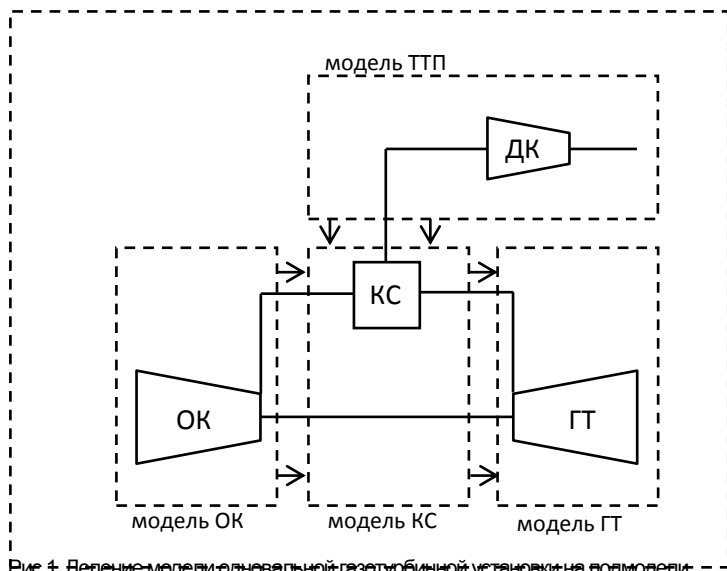 модель ТТП
ДК
КС
ОК
ГТ
модель ОК
модель КС
модель ГТ
Рис 1. Деление модели одновальной газотурбинной установки на подмодели